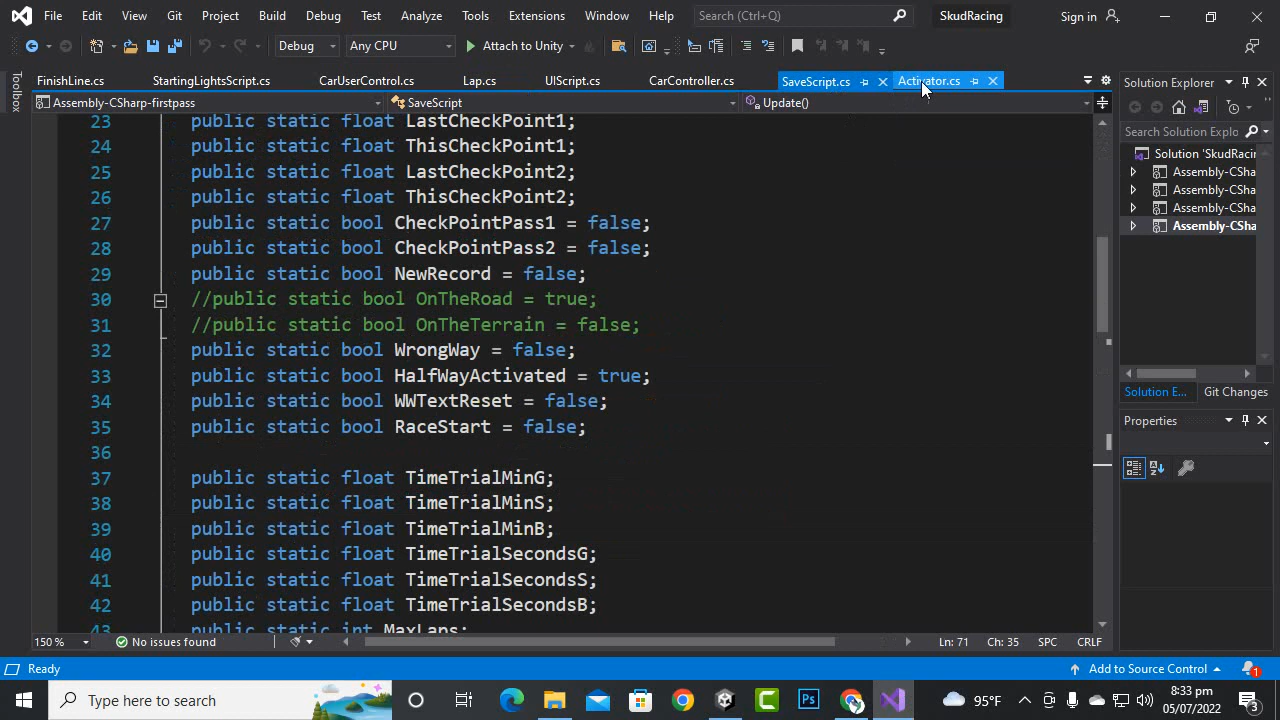 File Edit View Git Project Build Debug Test Analyze Tools Extensions Window Help Search (Ctrl+Q) SkudRacing Sign in
Debug Any CPU Attach to Unity
FinishLine.cs StartingLightsScript.cs CarUserControl.cs Lap.cs UIScript.cs CarController.cs SaveScript.cs Activator.cs
Toolbox
Assembly-CSharp-firstpass SaveScript Update()
23 public static float LastCheckPoint1;
24 public static float ThisCheckPoint1;
25 public static float LastCheckPoint2;
26 public static float ThisCheckPoint2;
27 public static bool CheckPointPass1 = false;
28 public static bool CheckPointPass2 = false;
29 public static bool NewRecord = false;
30 //public static bool OnTheRoad = true;
31 //public static bool OnTheTerrain = false;
32 public static bool WrongWay = false;
33 public static bool HalfWayActivated = true;
34 public static bool WWTextReset = false;
35 public static bool RaceStart = false;
36
37 public static float TimeTrialMinG;
38 public static float TimeTrialMinS;
39 public static float TimeTrialMinB;
40 public static float TimeTrialSecondsG;
41 public static float TimeTrialSecondsS;
42 public static float TimeTrialSecondsB;
43 public static int MaxLaps;
150 % No issues found Ln: 71 Ch: 35 SPC CRLF
Solution Explorer
Search Solution Explo
Solution 'SkudRacin
Assembly-CSha
Assembly-CSha
Assembly-CSha
Assembly-CSha
Solution E... Git Changes
Properties
Ready Add to Source Control 1
Type here to search Ps 95°F 8:33 pm
05/07/2022 3